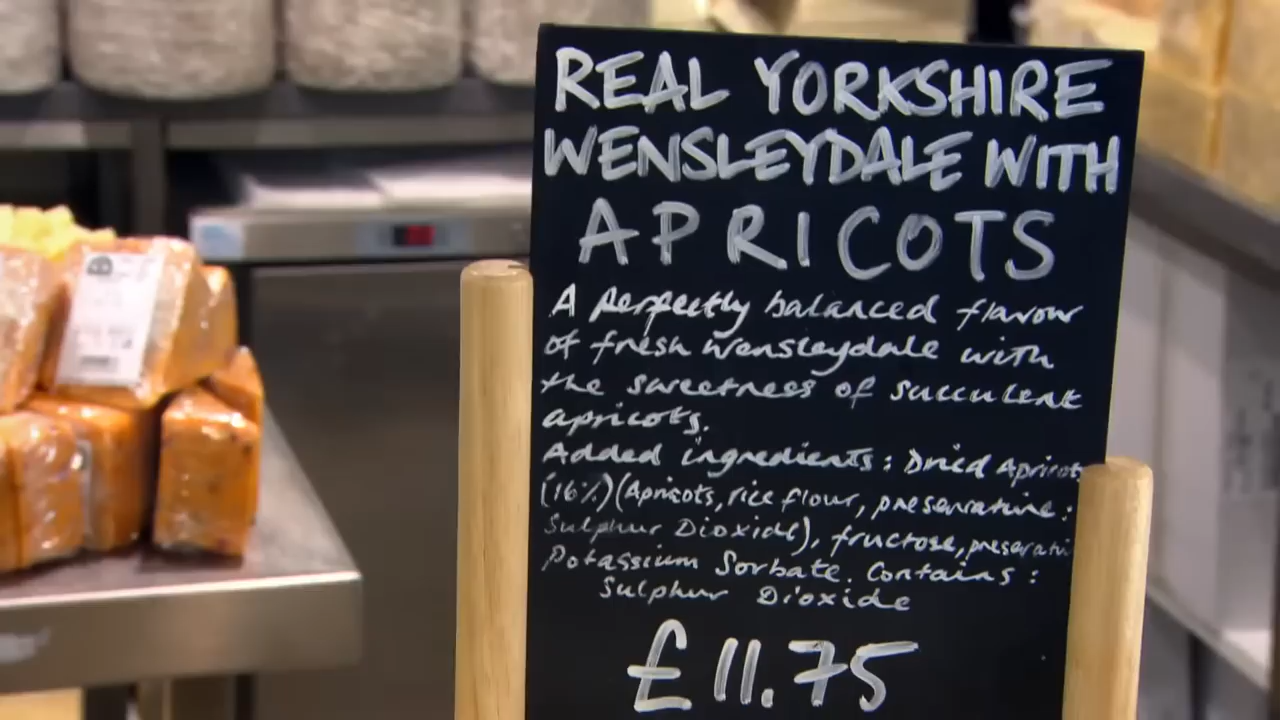 REAL YORKSHIRE
WENSLEYDALE WITH
APRICOTS
A perfectly balanced flavour
of fresh wensleydale with
the sweetness of succulent
apricots.
Added ingredients: Dried Apricots
(16%)(Apricots, rice flour, preservative:
Sulphur Dioxide), fructose, preservati
Potassium Sorbate. Contains:
Sulphur Dioxide
£11.75